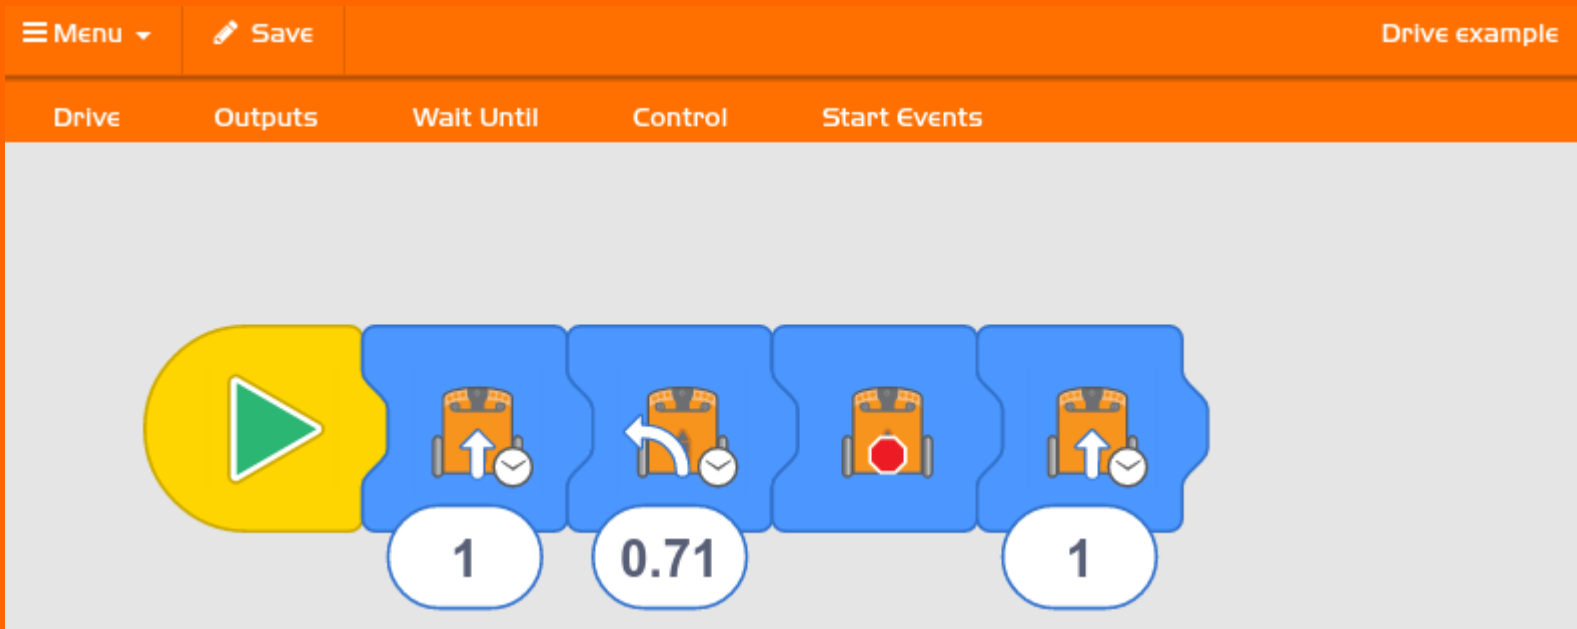 Menu
Save
Drive example
Drive
Outputs
Wait Until
Control
Start Events
1
0.71
1